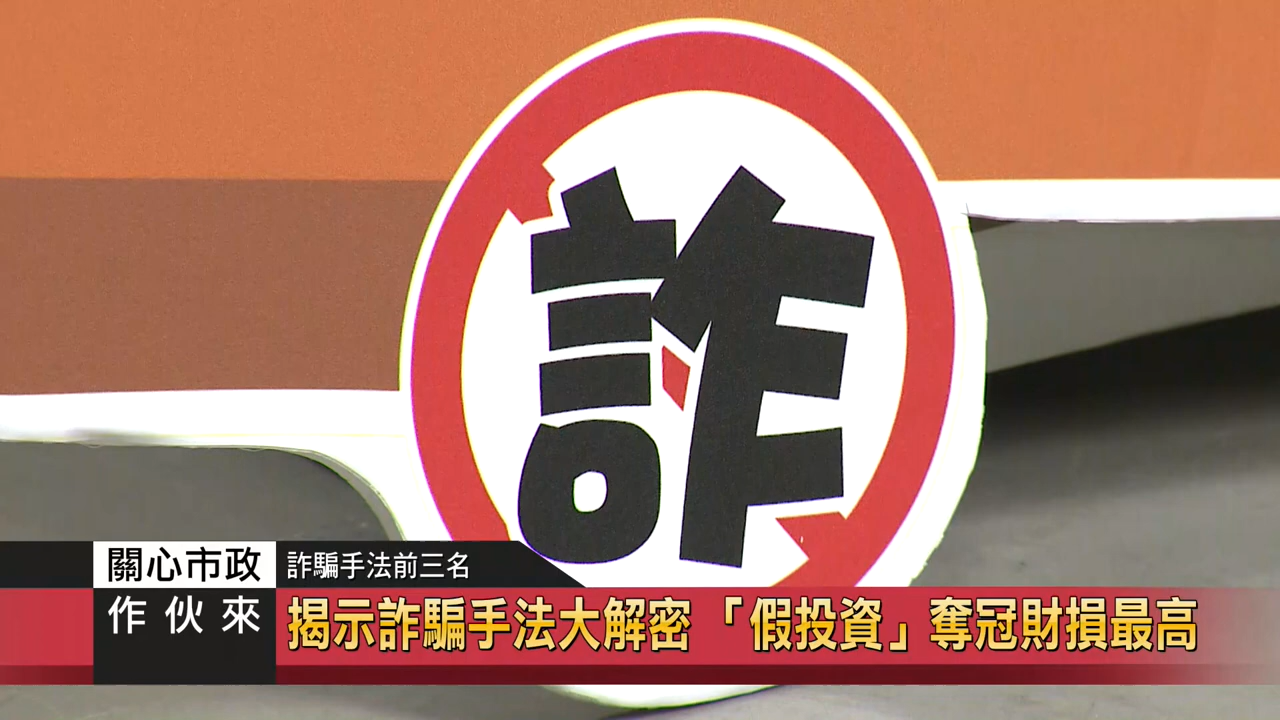 詐
關心市政
作伙來
詐騙手法前三名
揭示詐騙手法大解密「假投資」奪冠財損最高